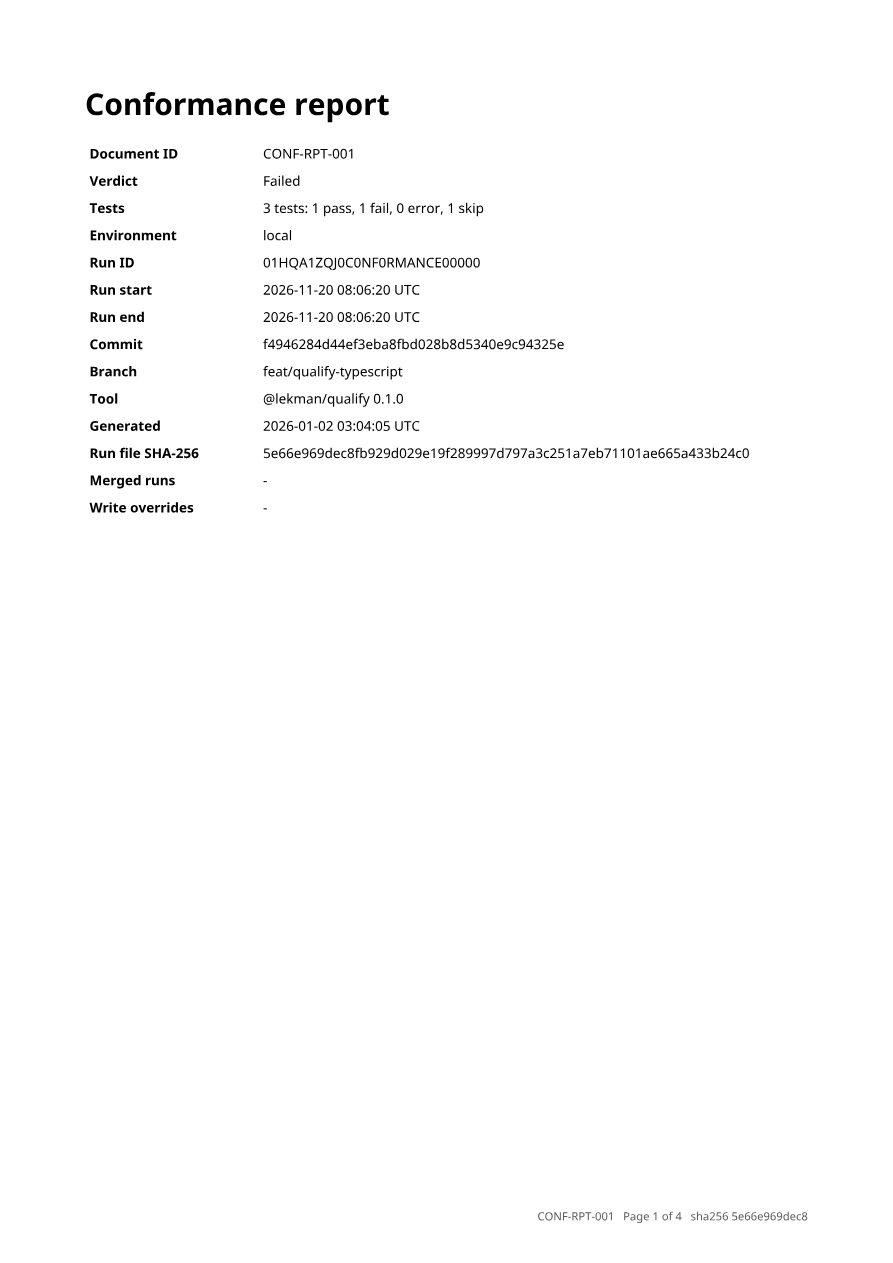 Conformance report
Document ID CONF-RPT-001
Verdict Failed
Tests 3 tests: 1 pass, 1 fail, 0 error, 1 skip
Environment local
Run ID 01HQA1ZQJ0C0NF0RMANCE00000
Run start 2026-11-20 08:06:20 UTC
Run end 2026-11-20 08:06:20 UTC
Commit f4946284d44ef3eba8fbd028b8d5340e9c94325e
Branch feat/qualify-typescript
Tool @lekman/qualify 0.1.0
Generated 2026-01-02 03:04:05 UTC
Run file SHA-256 5e66e969dec8fb929d029e19f289997d797a3c251a7eb71101ae665a433b24c0
Merged runs -
Write overrides -
CONF-RPT-001 Page 1 of 4 sha256 5e66e969dec8